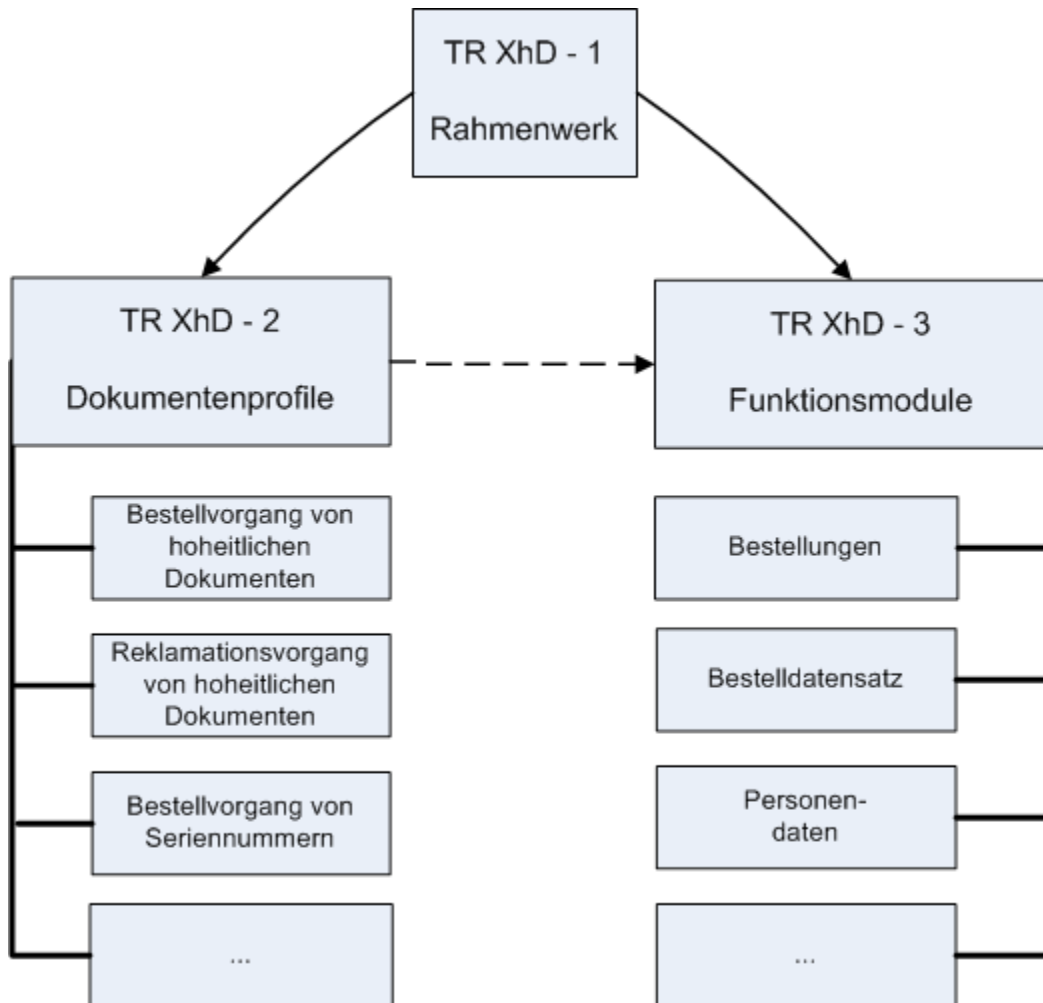 TR XhD - 1
Rahmenwerk
TR XhD - 2
Dokumentenprofile
TR XhD - 3
Funktionsmodule
Bestellvorgang von
hoheitlichen
Dokumenten
Reklamationsvorgang
von hoheitlichen
Dokumenten
Bestellvorgang von
Seriennummern
...
Bestellungen
Bestelldatensatz
Personen-
daten
...